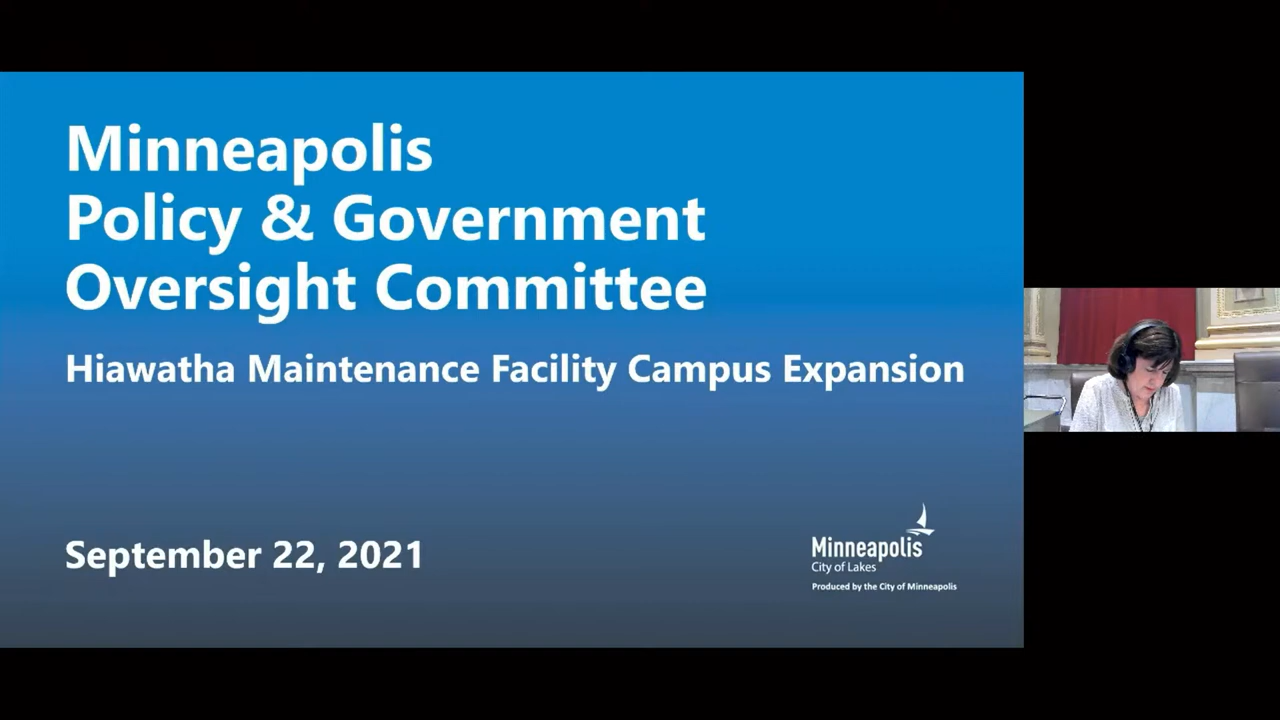 Minneapolis
Policy & Government
Oversight Committee
Hiawatha Maintenance Facility Campus Expansion
September 22, 2021
Minneapolis
City of Lakes
Produced by the City of Minneapolis